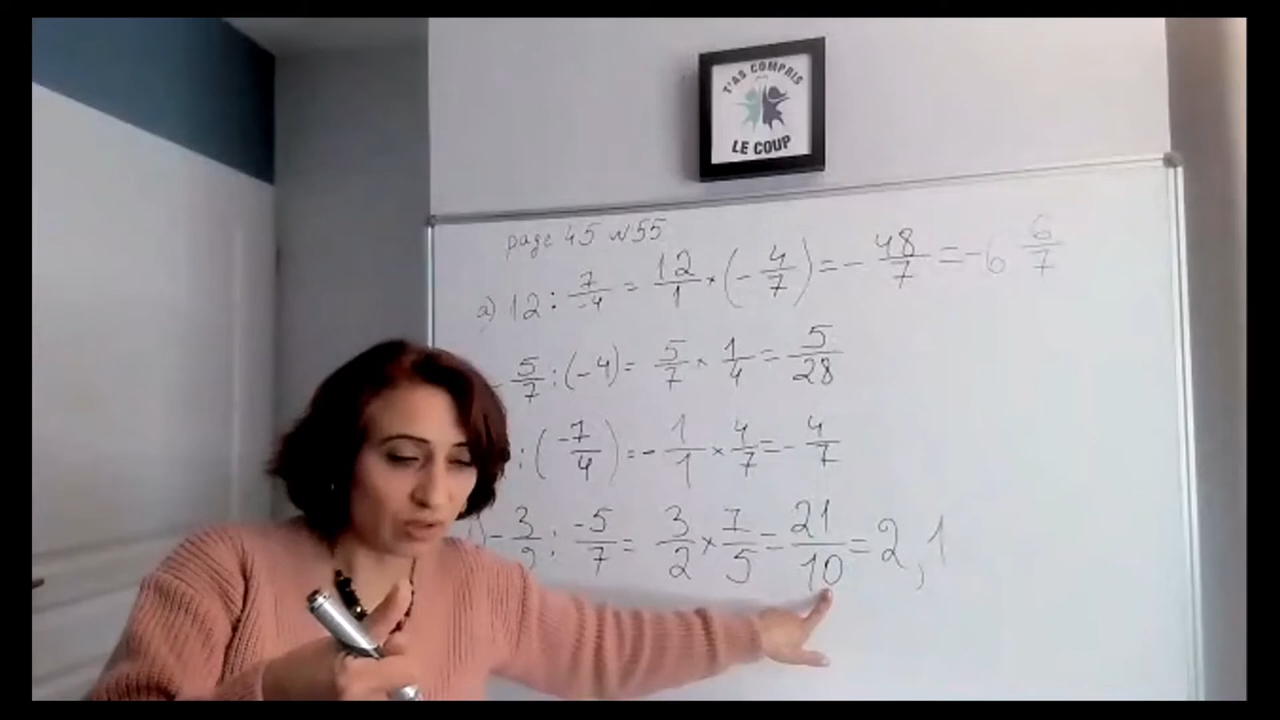 T'AS COMPRIS
LE COUP
page 45 N55
a) 12 : 7/-4 = 12/1 × (- 4/7) = - 48/7 = -6 6/7
- 5/7 : (-4) = 5/7 × 1/4 = 5/28
: (-7/4) = - 1/1 × 4/7 = - 4/7
) - 3/2 : -5/7 = 3/2 × 7/5 = 21/10 = 2,1